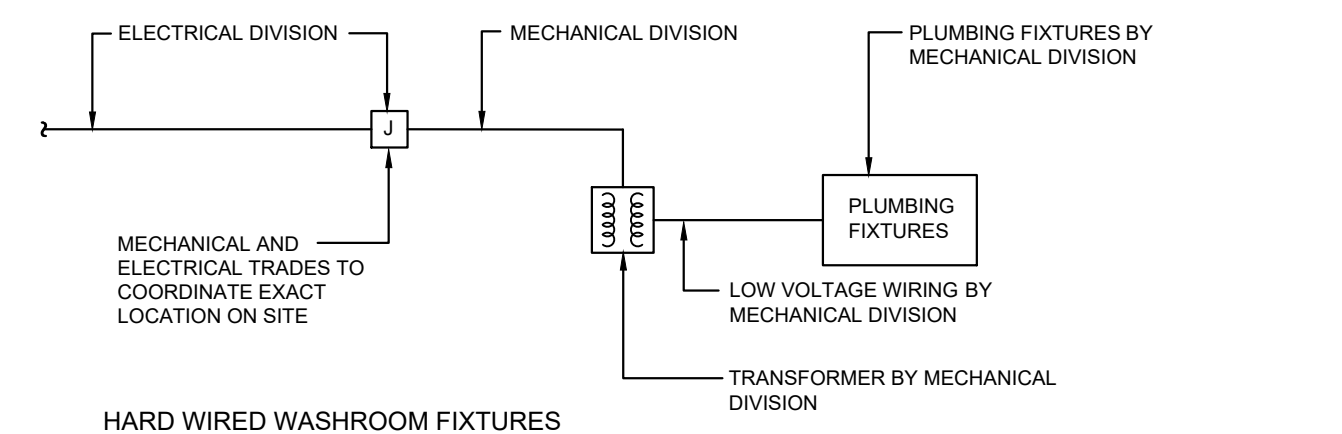 ELECTRICAL DIVISION
MECHANICAL DIVISION
PLUMBING FIXTURES BY
MECHANICAL DIVISION
J
PLUMBING
FIXTURES
MECHANICAL AND
ELECTRICAL TRADES TO
COORDINATE EXACT
LOCATION ON SITE
LOW VOLTAGE WIRING BY
MECHANICAL DIVISION
TRANSFORMER BY MECHANICAL
DIVISION
HARD WIRED WASHROOM FIXTURES